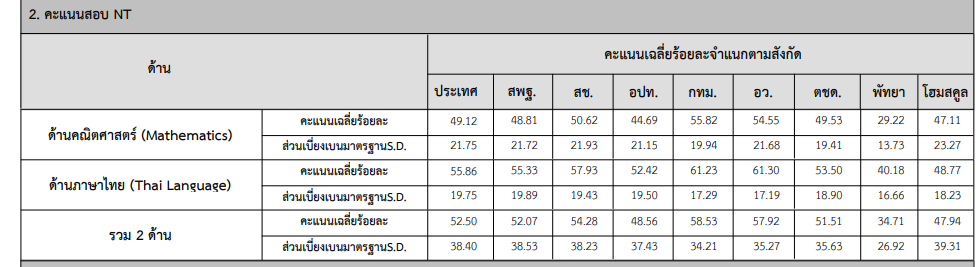 2. คะแนนสอบ NT
ด้าน คะแนนเฉลี่ยร้อยละจำแนกตามสังกัด
ประเทศ สพฐ. สช. อปท. กทม. อว. ตชด. พัทยา โฮมสคูล
ด้านคณิตศาสตร์ (Mathematics) คะแนนเฉลี่ยร้อยละ 49.12 48.81 50.62 44.69 55.82 54.55 49.53 29.22 47.11
ส่วนเบี่ยงเบนมาตรฐานS.D. 21.75 21.72 21.93 21.15 19.94 21.68 19.41 13.73 23.27
ด้านภาษาไทย (Thai Language) คะแนนเฉลี่ยร้อยละ 55.86 55.33 57.93 52.42 61.23 61.30 53.50 40.18 48.77
ส่วนเบี่ยงเบนมาตรฐานS.D. 19.75 19.89 19.43 19.50 17.29 17.19 18.90 16.66 18.23
รวม 2 ด้าน คะแนนเฉลี่ยร้อยละ 52.50 52.07 54.28 48.56 58.53 57.92 51.51 34.71 47.94
ส่วนเบี่ยงเบนมาตรฐานS.D. 38.40 38.53 38.23 37.43 34.21 35.27 35.63 26.92 39.31